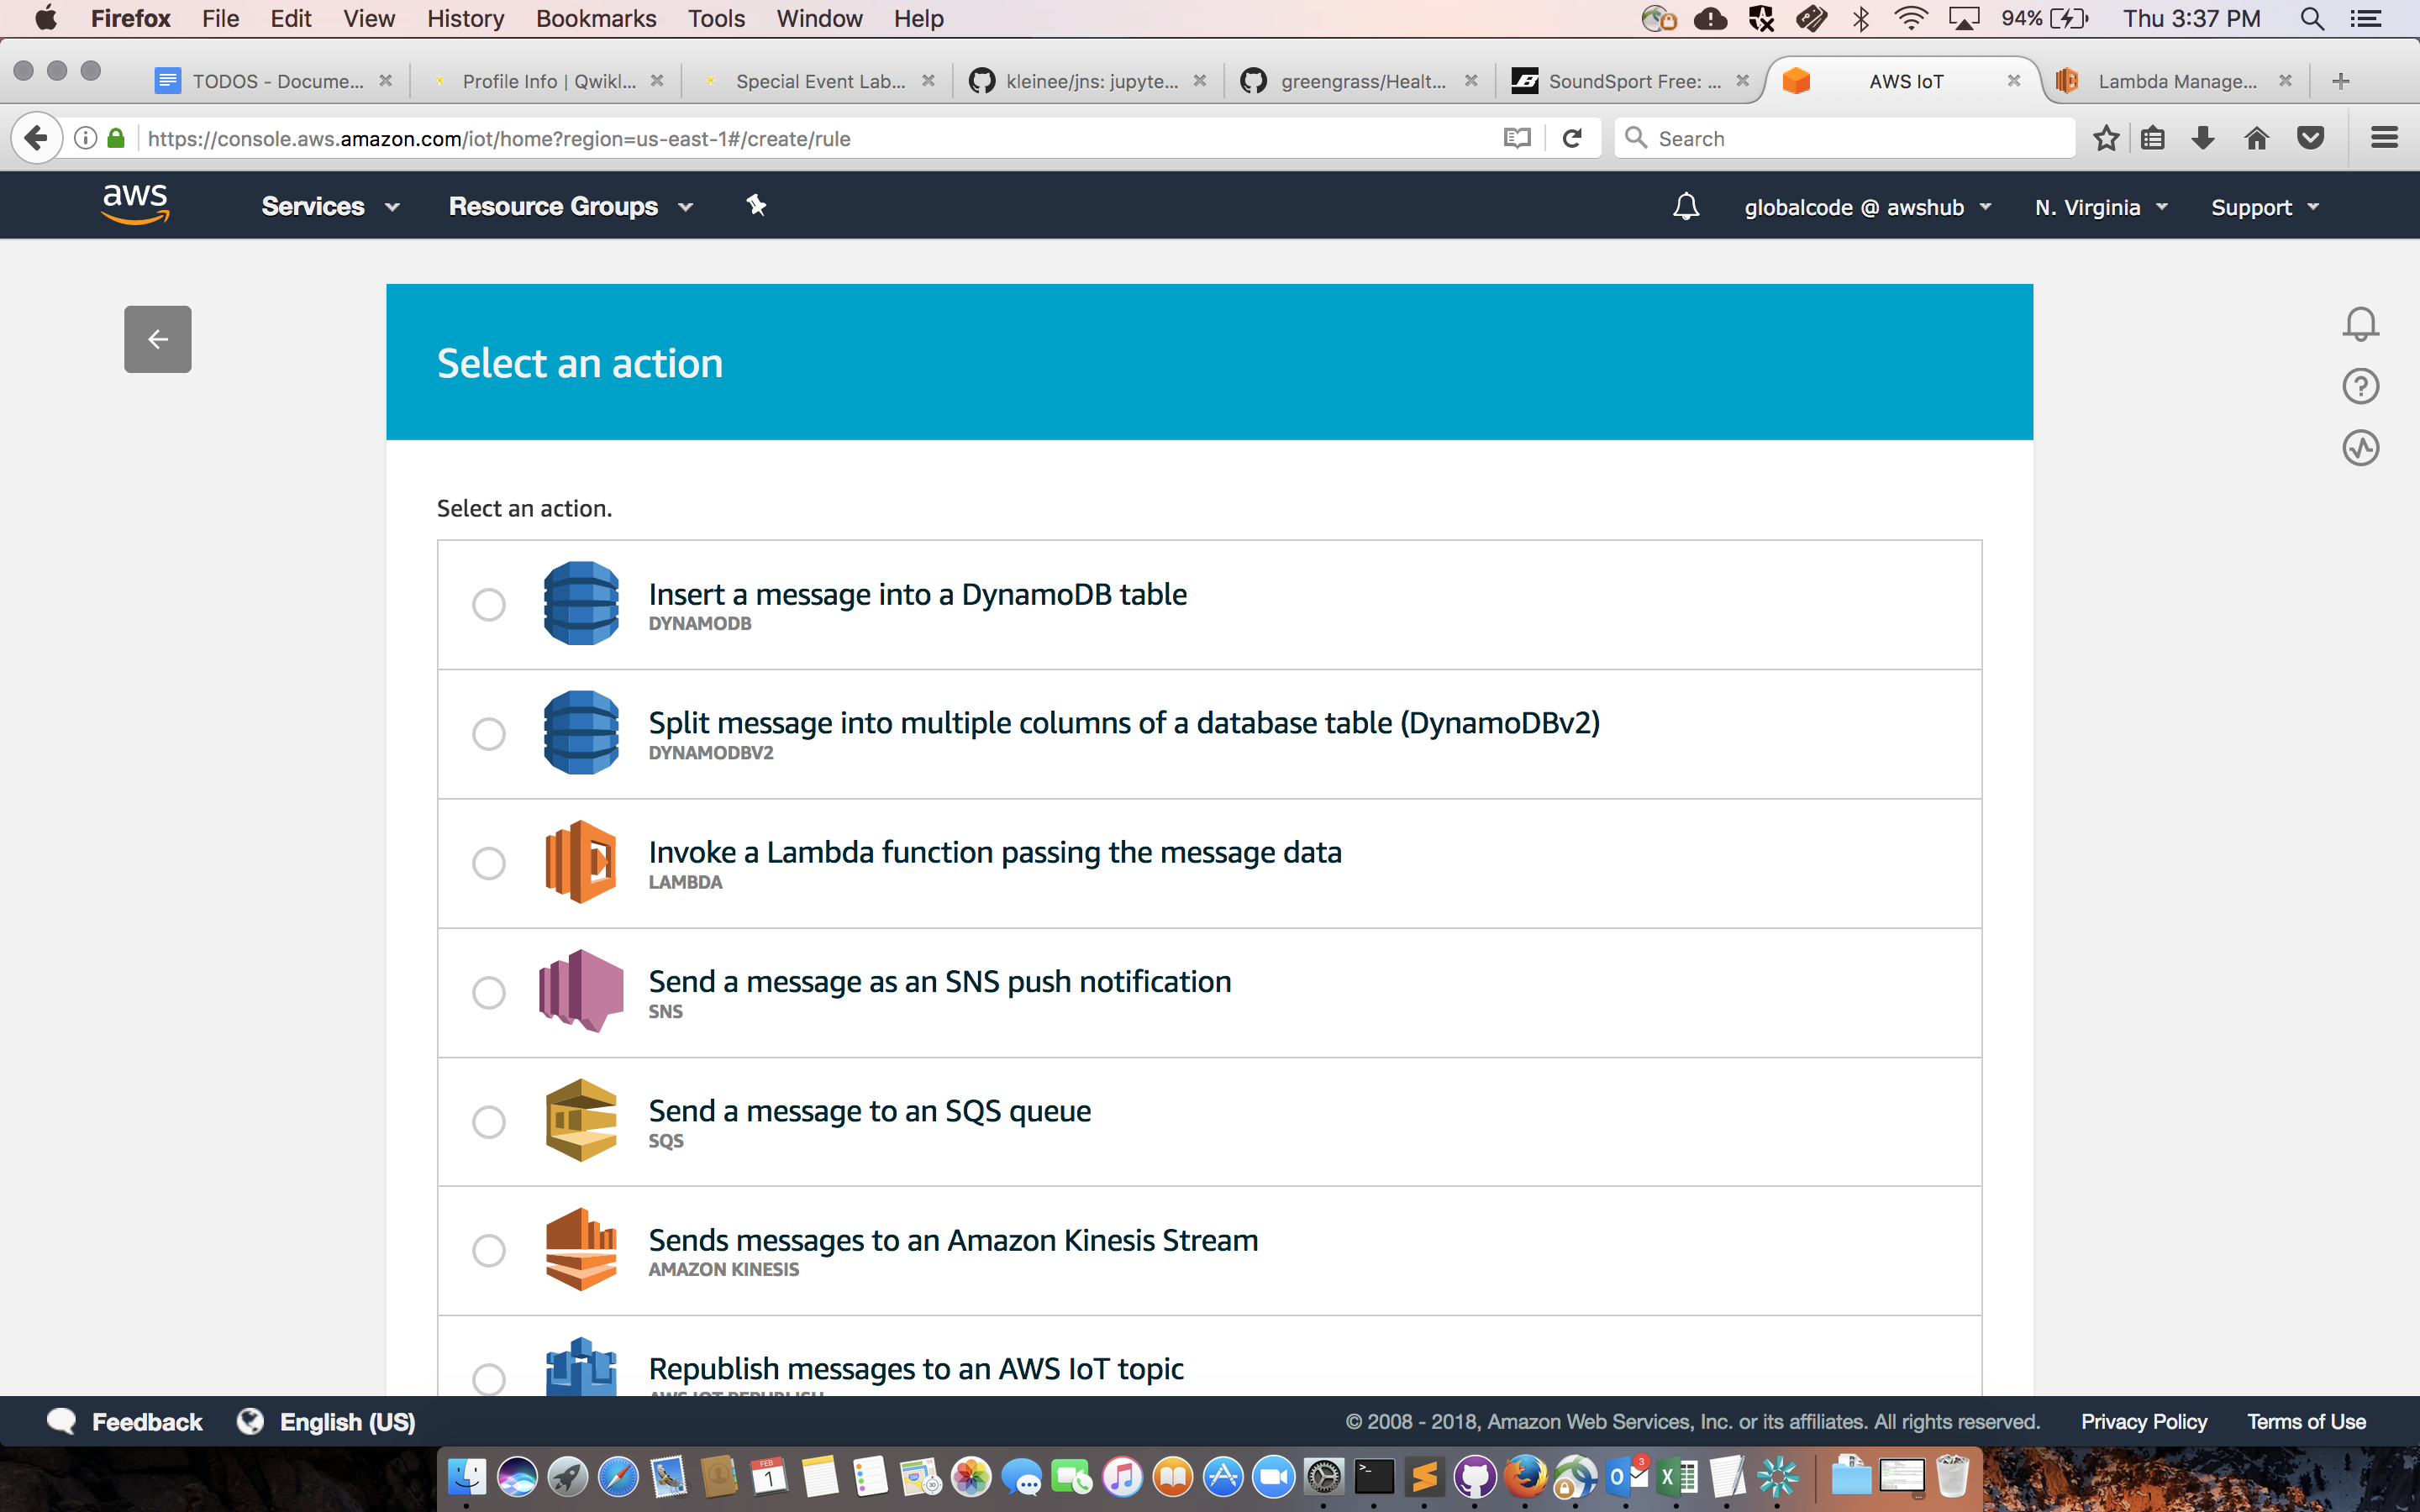 Firefox File Edit View History Bookmarks Tools Window Help 94% Thu 3:37 PM
TODOS - Docume... Profile Info | Qwikl... Special Event Lab... kleinee/jns: jupyte... greengrass/Healt... SoundSport Free: ... AWS IoT Lambda Manage...
https://console.aws.amazon.com/iot/home?region=us-east-1#/create/rule Search
aws Services Resource Groups globalcode @ awshub N. Virginia Support
Select an action
Select an action.
Insert a message into a DynamoDB table
DYNAMODB
Split message into multiple columns of a database table (DynamoDBv2)
DYNAMODBV2
Invoke a Lambda function passing the message data
LAMBDA
Send a message as an SNS push notification
SNS
Send a message to an SQS queue
SQS
Sends messages to an Amazon Kinesis Stream
AMAZON KINESIS
Republish messages to an AWS IoT topic
AWS IOT REPUBLISH
Feedback English (US) © 2008 - 2018, Amazon Web Services, Inc. or its affiliates. All rights reserved. Privacy Policy Terms of Use
FEB
1
3